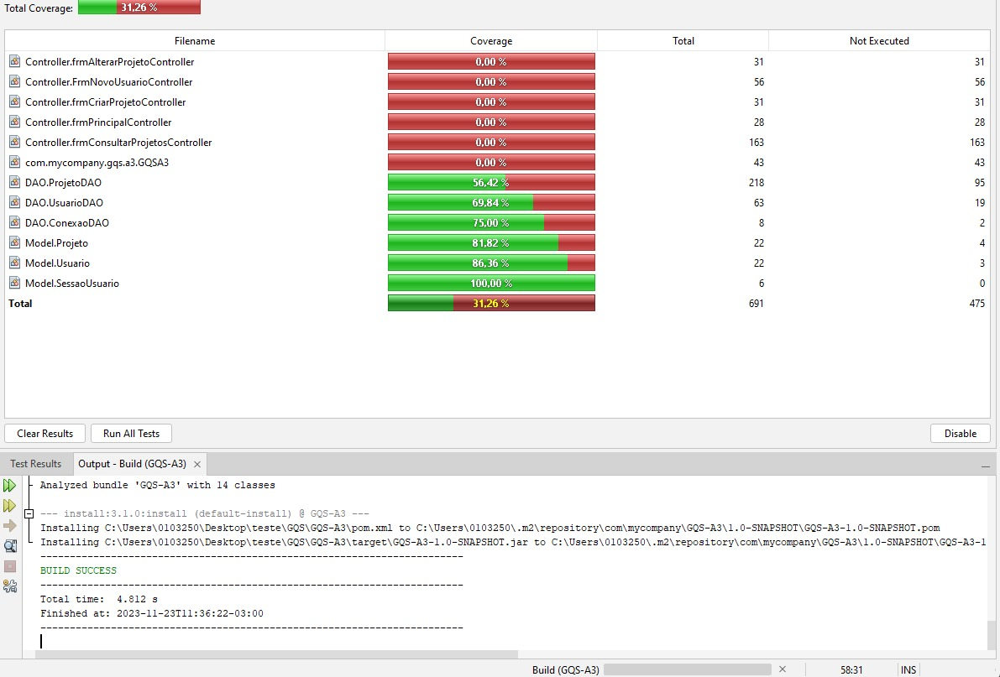 Total Coverage: 31,26 %
Filename Coverage Total Not Executed
Controller.frmAlterarProjetoController 0,00 % 31 31
Controller.FrmNovoUsuarioController 0,00 % 56 56
Controller.frmCriarProjetoController 0,00 % 31 31
Controller.frmPrincipalController 0,00 % 28 28
Controller.frmConsultarProjetosController 0,00 % 163 163
com.mycompany.gqs.a3.GQSA3 0,00 % 43 43
DAO.ProjetoDAO 56,42 % 218 95
DAO.UsuarioDAO 69,84 % 63 19
DAO.ConexaoDAO 75,00 % 8 2
Model.Projeto 81,82 % 22 4
Model.Usuario 86,36 % 22 3
Model.SessaoUsuario 100,00 % 6 0
Total 31,26 % 691 475
Clear Results Run All Tests Disable
Test Results Output - Build (GQS-A3)
Analyzed bundle 'GQS-A3' with 14 classes
--- install:3.1.0:install (default-install) @ GQS-A3 ---
Installing C:\Users\0103250\Desktop\teste\GQS\GQS-A3\pom.xml to C:\Users\0103250\.m2\repository\com\mycompany\GQS-A3\1.0-SNAPSHOT\GQS-A3-1.0-SNAPSHOT.pom
Installing C:\Users\0103250\Desktop\teste\GQS\GQS-A3\target\GQS-A3-1.0-SNAPSHOT.jar to C:\Users\0103250\.m2\repository\com\mycompany\GQS-A3\1.0-SNAPSHOT\GQS-A3-1
------------------------------------------------------------------------
BUILD SUCCESS
------------------------------------------------------------------------
Total time:  4.812 s
Finished at: 2023-11-23T11:36:22-03:00
------------------------------------------------------------------------
Build (GQS-A3) 58:31 INS